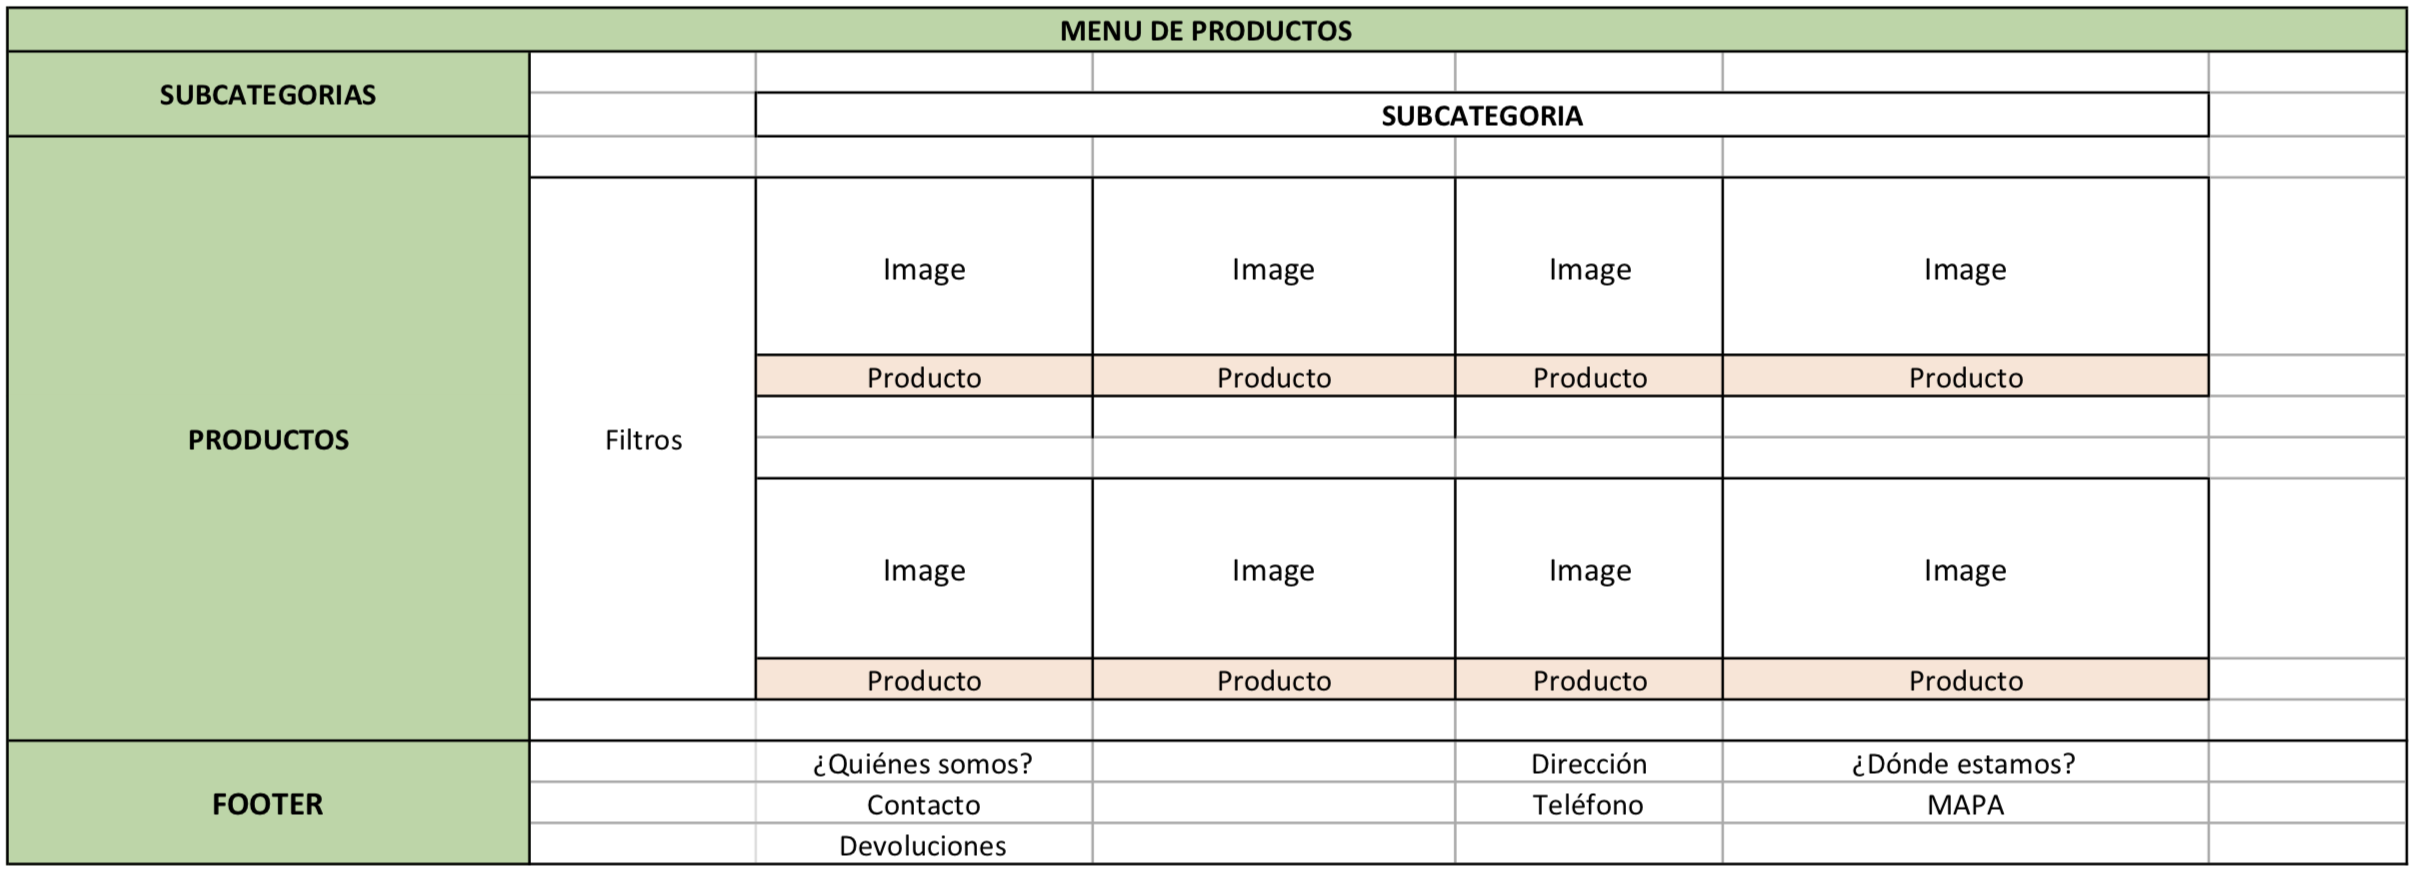 MENU DE PRODUCTOS
SUBCATEGORIAS
SUBCATEGORIA
PRODUCTOS
Filtros
Image Image Image Image
Producto Producto Producto Producto
Image Image Image Image
Producto Producto Producto Producto
FOOTER
¿Quiénes somos? Dirección ¿Dónde estamos?
Contacto Teléfono MAPA
Devoluciones